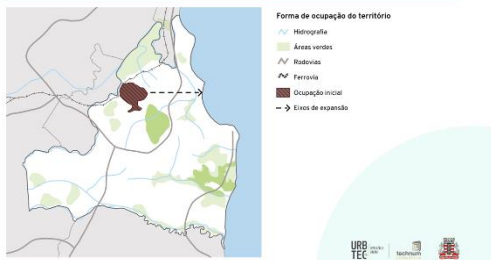 Forma de ocupação do território
Hidrografia
Áreas verdes
Rodovias
Ferrovia
Ocupação inicial
Eixos de expansão
URB
TEC
technum